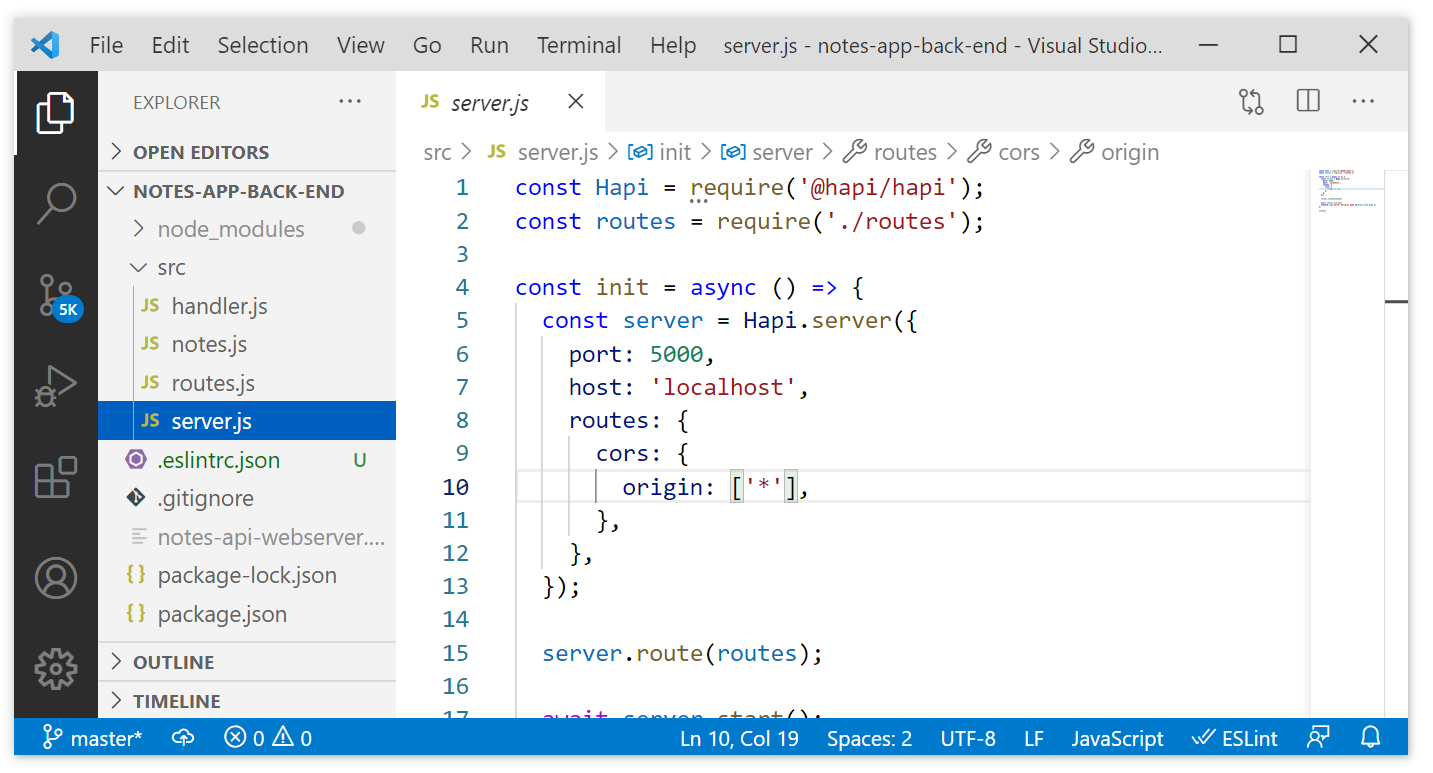 File Edit Selection View Go Run Terminal Help server.js - notes-app-back-end - Visual Studio...
EXPLORER ...
OPEN EDITORS
NOTES-APP-BACK-END
node_modules
src
JS handler.js
JS notes.js
JS routes.js
JS server.js
.eslintrc.json U
.gitignore
notes-api-webserver....
{} package-lock.json
{} package.json
OUTLINE
TIMELINE
5K
JS server.js
src > JS server.js > init > server > routes > cors > origin
1 const Hapi = require('@hapi/hapi');
2 const routes = require('./routes');
3
4 const init = async () => {
5 const server = Hapi.server({
6 port: 5000,
7 host: 'localhost',
8 routes: {
9 cors: {
10 origin: ['*'],
11 },
12 },
13 });
14
15 server.route(routes);
16
17 await server.start();
master* 0 0 Ln 10, Col 19 Spaces: 2 UTF-8 LF JavaScript ESLint